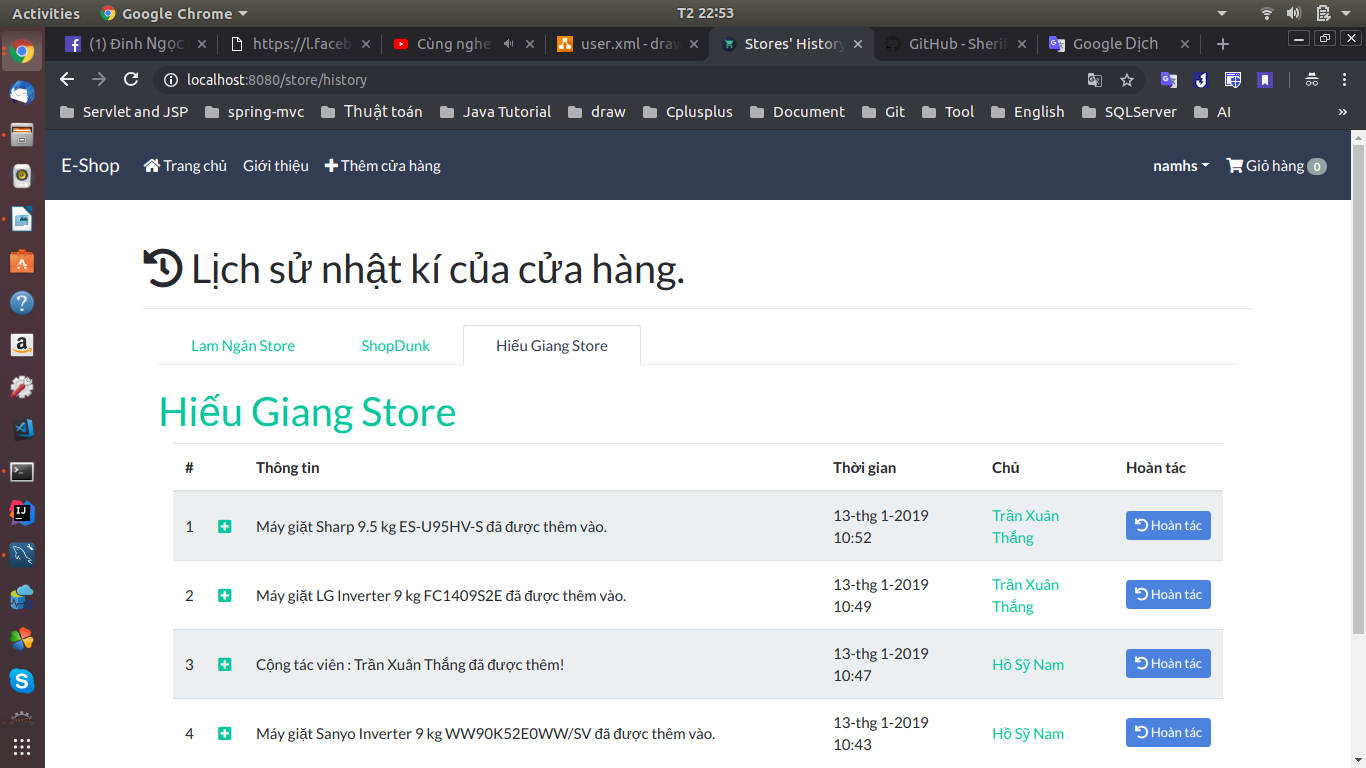 Activities Google Chrome T2 22:53
(1) Đinh Ngọc https://l.faceb Cùng nghe user.xml - draw Stores' History GitHub - Sherif Google Dịch
localhost:8080/store/history
Servlet and JSP spring-mvc Thuật toán Java Tutorial draw Cplusplus Document Git Tool English SQLServer AI »
E-Shop Trang chủ Giới thiệu Thêm cửa hàng namhs Giỏ hàng 0
Lịch sử nhật kí của cửa hàng.
Lam Ngân Store ShopDunk Hiếu Giang Store
Hiếu Giang Store
# Thông tin Thời gian Chủ Hoàn tác
1 Máy giặt Sharp 9.5 kg ES-U95HV-S đã được thêm vào. 13-thg 1-2019 Trần Xuân Hoàn tác
10:52 Thắng
2 Máy giặt LG Inverter 9 kg FC1409S2E đã được thêm vào. 13-thg 1-2019 Trần Xuân Hoàn tác
10:49 Thắng
3 Cộng tác viên : Trần Xuân Thắng đã được thêm! 13-thg 1-2019 Hồ Sỹ Nam Hoàn tác
10:47
4 Máy giặt Sanyo Inverter 9 kg WW90K52E0WW/SV đã được thêm vào. 13-thg 1-2019 Hồ Sỹ Nam Hoàn tác
10:43